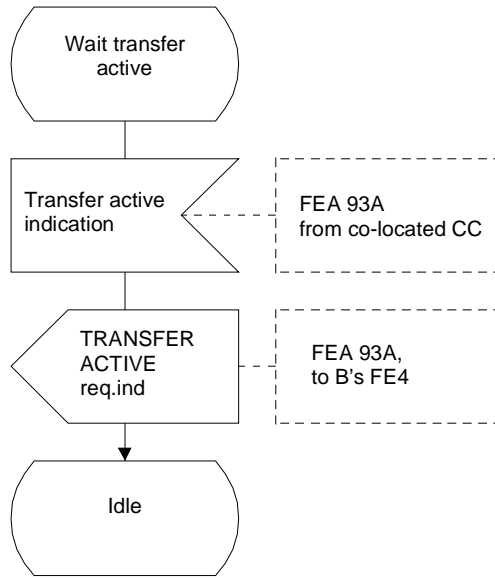 Wait transfer
active
Transfer active
indication
FEA 93A
from co-located CC
TRANSFER
ACTIVE
req.ind
FEA 93A,
to B's FE4
Idle